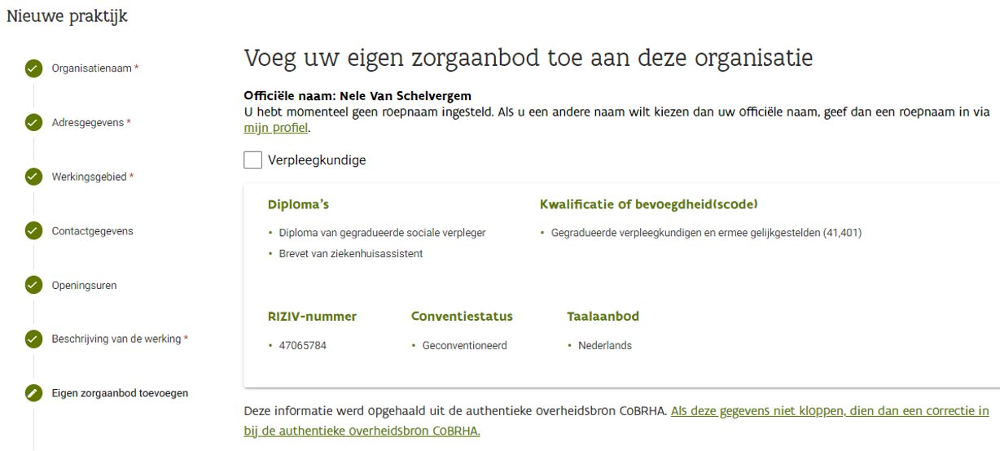 Nieuwe praktijk
Organisatienaam *
Adresgegevens *
Werkingsgebied *
Contactgegevens
Openingsuren
Beschrijving van de werking *
Eigen zorgaanbod toevoegen
Voeg uw eigen zorgaanbod toe aan deze organisatie
Officiële naam: Nele Van Schelvergem
U hebt momenteel geen roepnaam ingesteld. Als u een andere naam wilt kiezen dan uw officiële naam, geef dan een roepnaam in via
mijn profiel.
Verpleegkundige
Diploma's
• Diploma van gegradueerde sociale verpleger
• Brevet van ziekenhuisassistent
Kwalificatie of bevoegdheid(scode)
• Gegradueerde verpleegkundigen en ermee gelijkgestelden (41,401)
RIZIV-nummer
• 47065784
Conventiestatus
• Geconventioneerd
Taalaanbod
• Nederlands
Deze informatie werd opgehaald uit de authentieke overheidsbron CoBRHA. Als deze gegevens niet kloppen, dien dan een correctie in
bij de authentieke overheidsbron CoBRHA.